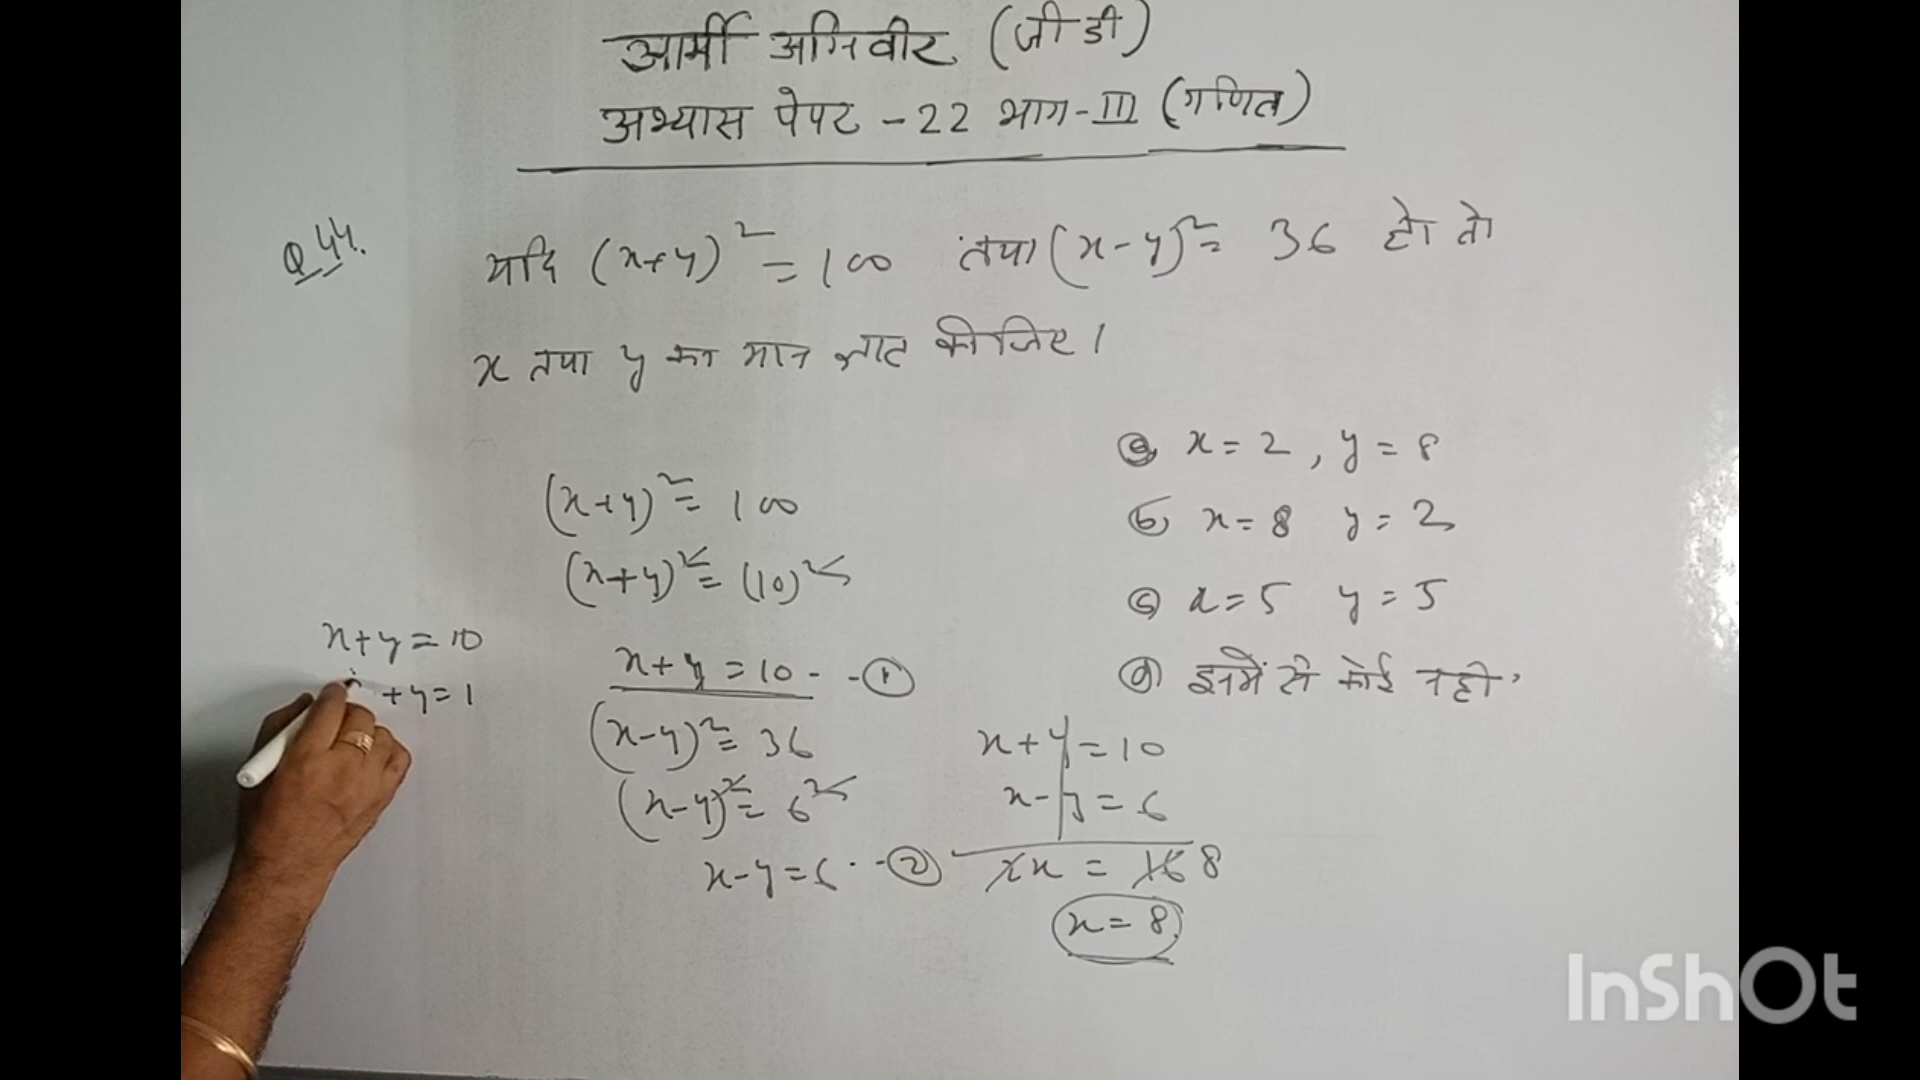 आर्मी अग्निवीर (जी डी)
अभ्यास पेपर - 22 भाग - III (गणित)
Q 44. यदि (x+y)² = 100 तथा (x-y)² = 36 हो तो
x तथा y का मान ज्ञात कीजिए।
(a) x = 2, y = 8
(b) x = 8 y = 2
(c) x = 5 y = 5
(d) इनमें से कोई नहीं.
(x+y)² = 100
(x+y)² = (10)²
x+y = 10 - - (1)
(x-y)² = 36
(x-y)² = 6²
x-y = 6 - - (2)
x+y = 10
x-y = 6
2x = 16 8
x = 8
x+y = 10
+y = 1
InShOt